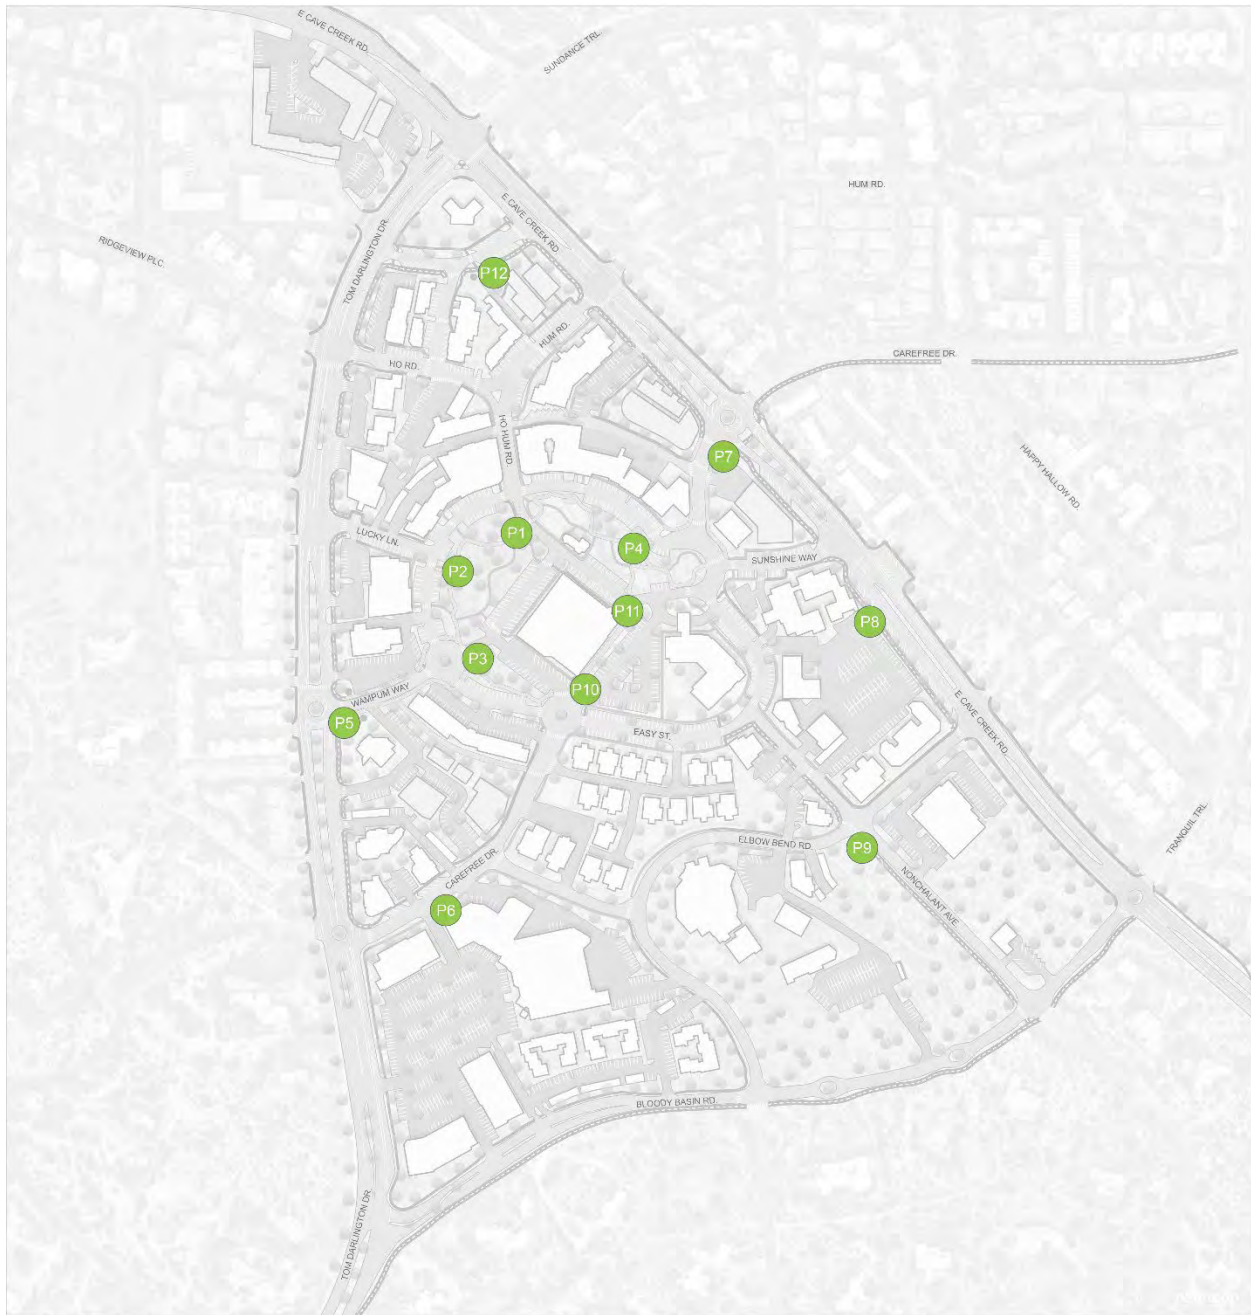 E CAVE CREEK RD.
SUNDANCE TRL.
E CAVE CREEK RD.
HUM RD.
TOM DARLINGTON DR.
RIDGEVIEW PLC.
P12
HUM RD.
CAREFREE DR.
HO RD.
HO HUM RD.
P7
HAPPY HALLOW RD.
P1
LUCKY LN.
P4
SUNSHINE WAY
P2
P11
P8
P3
P10
WAMPUM WAY
P5
EASY ST.
E CAVE CREEK RD.
TRANQUIL TRL.
ELBOW BEND RD.
P9
CAREFREE DR.
NONCHALANT AVE.
P6
BLOODY BASIN RD.
TOM DARLINGTON DR.